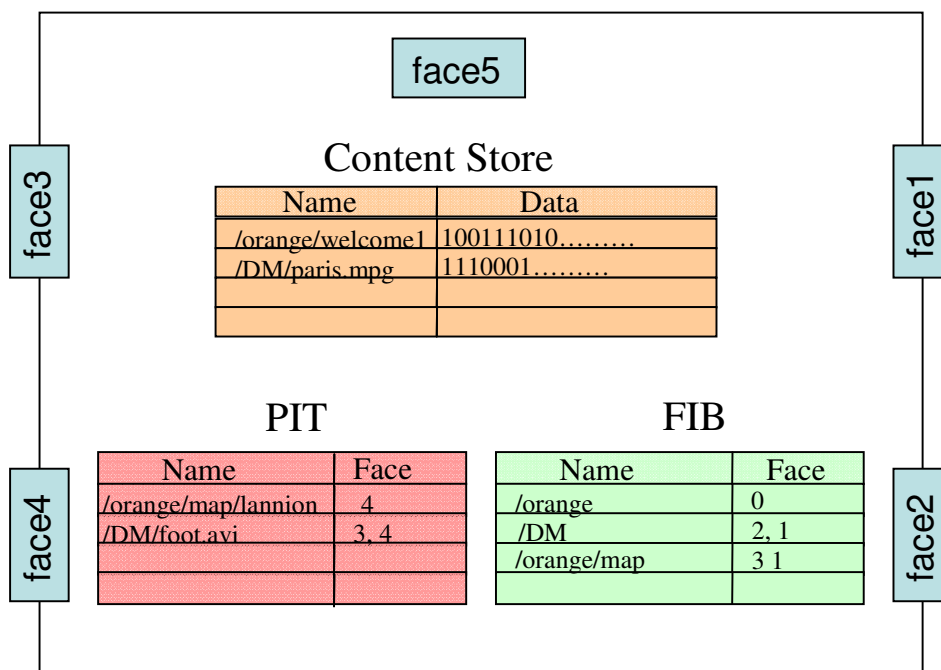 face5
face3
face1
Content Store
Name Data
/orange/welcome1 100111010………
/DM/paris.mpg 1110001………
PIT
Name Face
/orange/map/lannion 4
/DM/foot.avi 3, 4
FIB
Name Face
/orange 0
/DM 2, 1
/orange/map 3 1
face4
face2